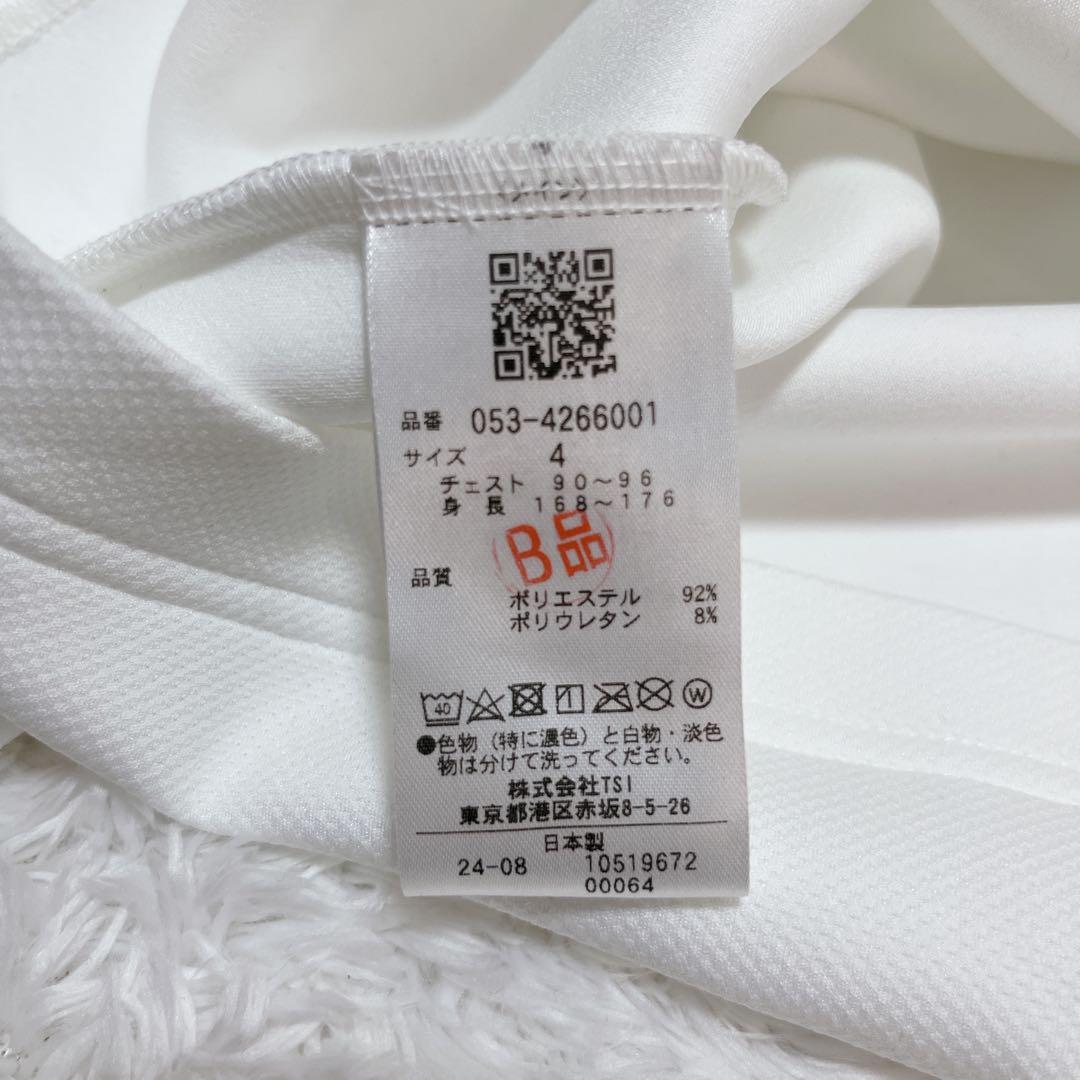 (メイン)
品番 053-4266001
サイズ 4
チェスト 90~96
身長 168~176
B品
品質
ポリエステル 92%
ポリウレタン 8%
40 W
●色物(特に濃色)と白物・淡色
物は分けて洗ってください。
株式会社TSI
東京都港区赤坂8-5-26
日本製
24-08 10519672
00064